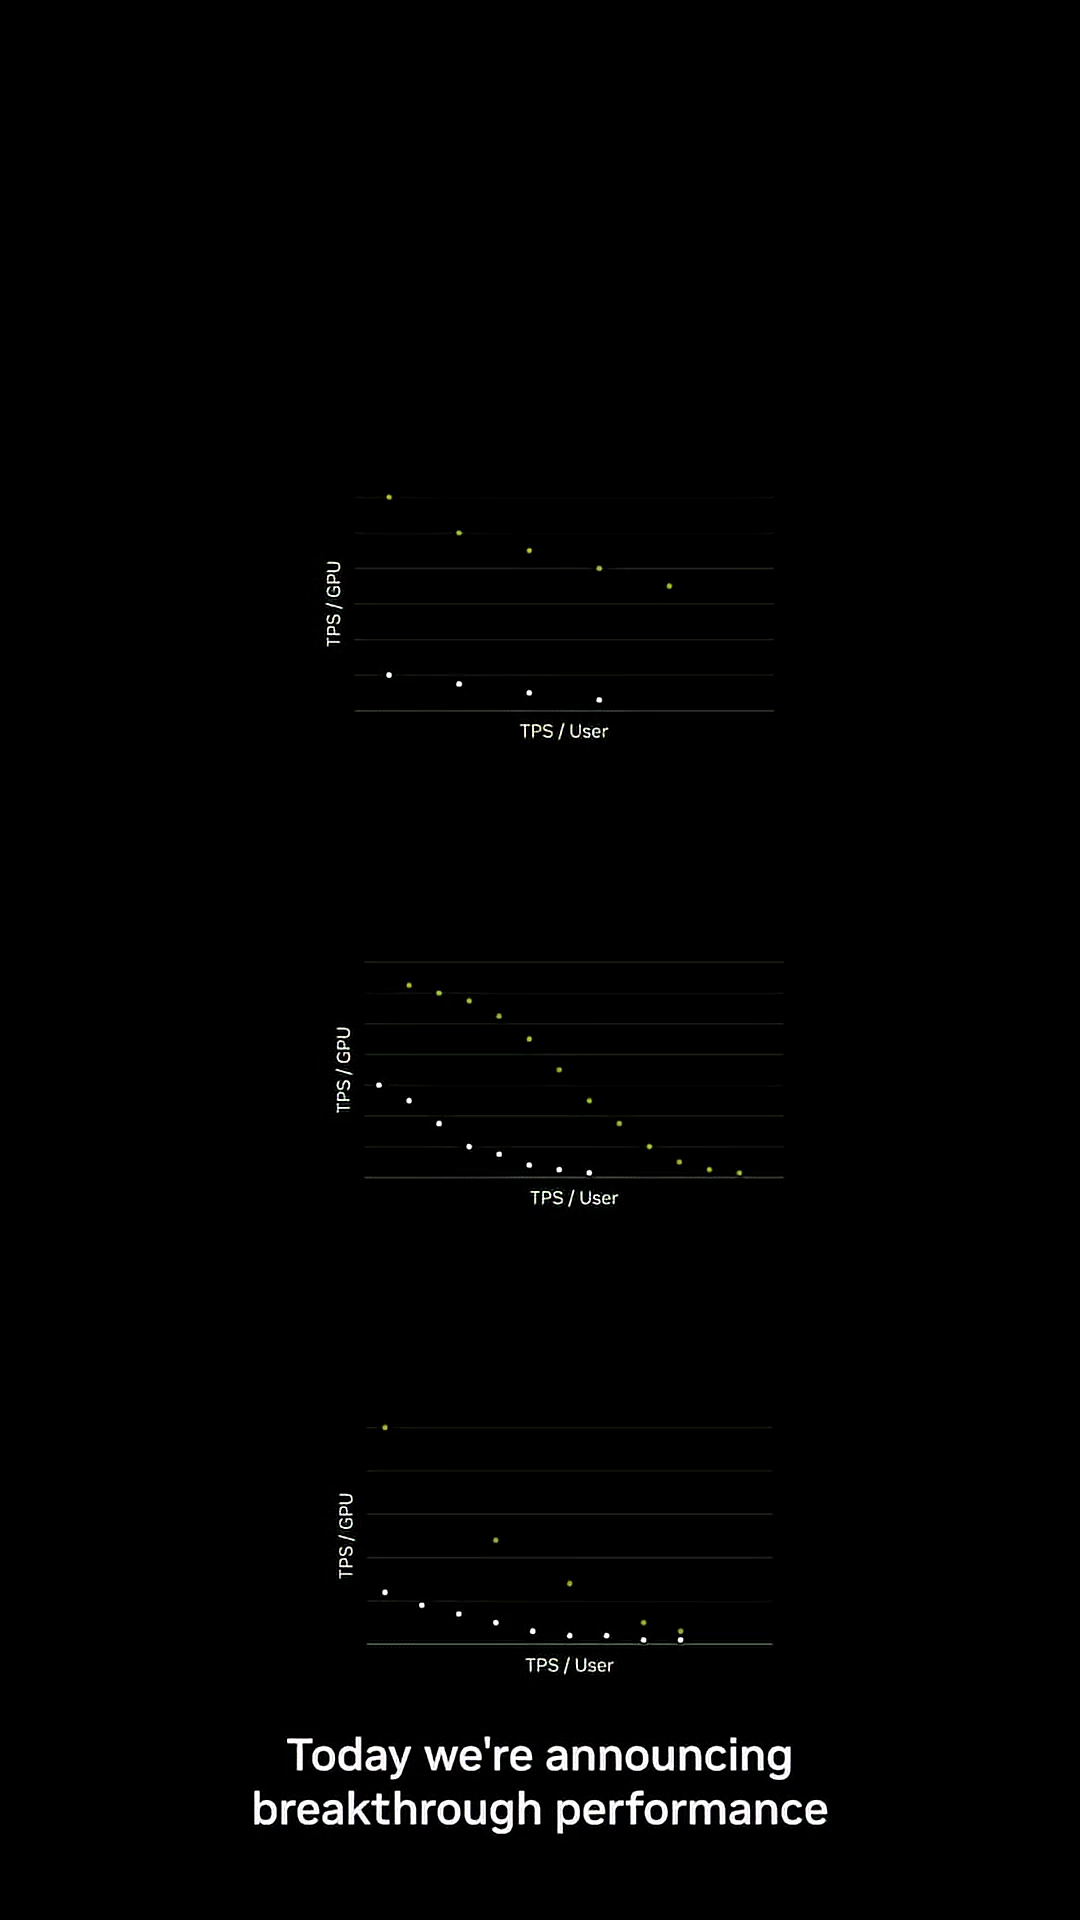 TPS / GPU
TPS / User
TPS / GPU
TPS / User
TPS / GPU
TPS / User
Today we're announcing
breakthrough performance